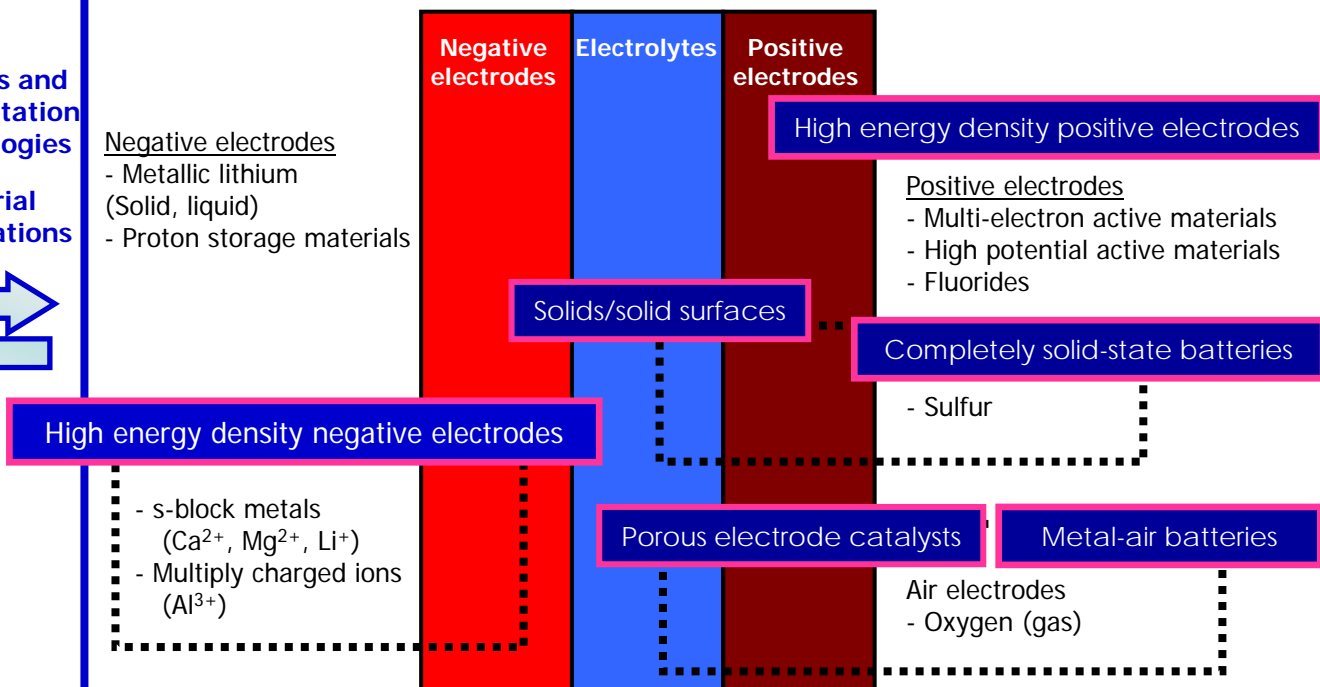 Negative
electrodes
Electrolytes
Positive
electrodes
s and
tation
ogies
rial
ations
Negative electrodes
- Metallic lithium
(Solid, liquid)
- Proton storage materials
High energy density positive electrodes
Positive electrodes
- Multi-electron active materials
- High potential active materials
- Fluorides
Solids/solid surfaces
Completely solid-state batteries
- Sulfur
High energy density negative electrodes
- s-block metals
(Ca²⁺, Mg²⁺, Li⁺)
- Multiply charged ions
(Al³⁺)
Porous electrode catalysts
Metal-air batteries
Air electrodes
- Oxygen (gas)